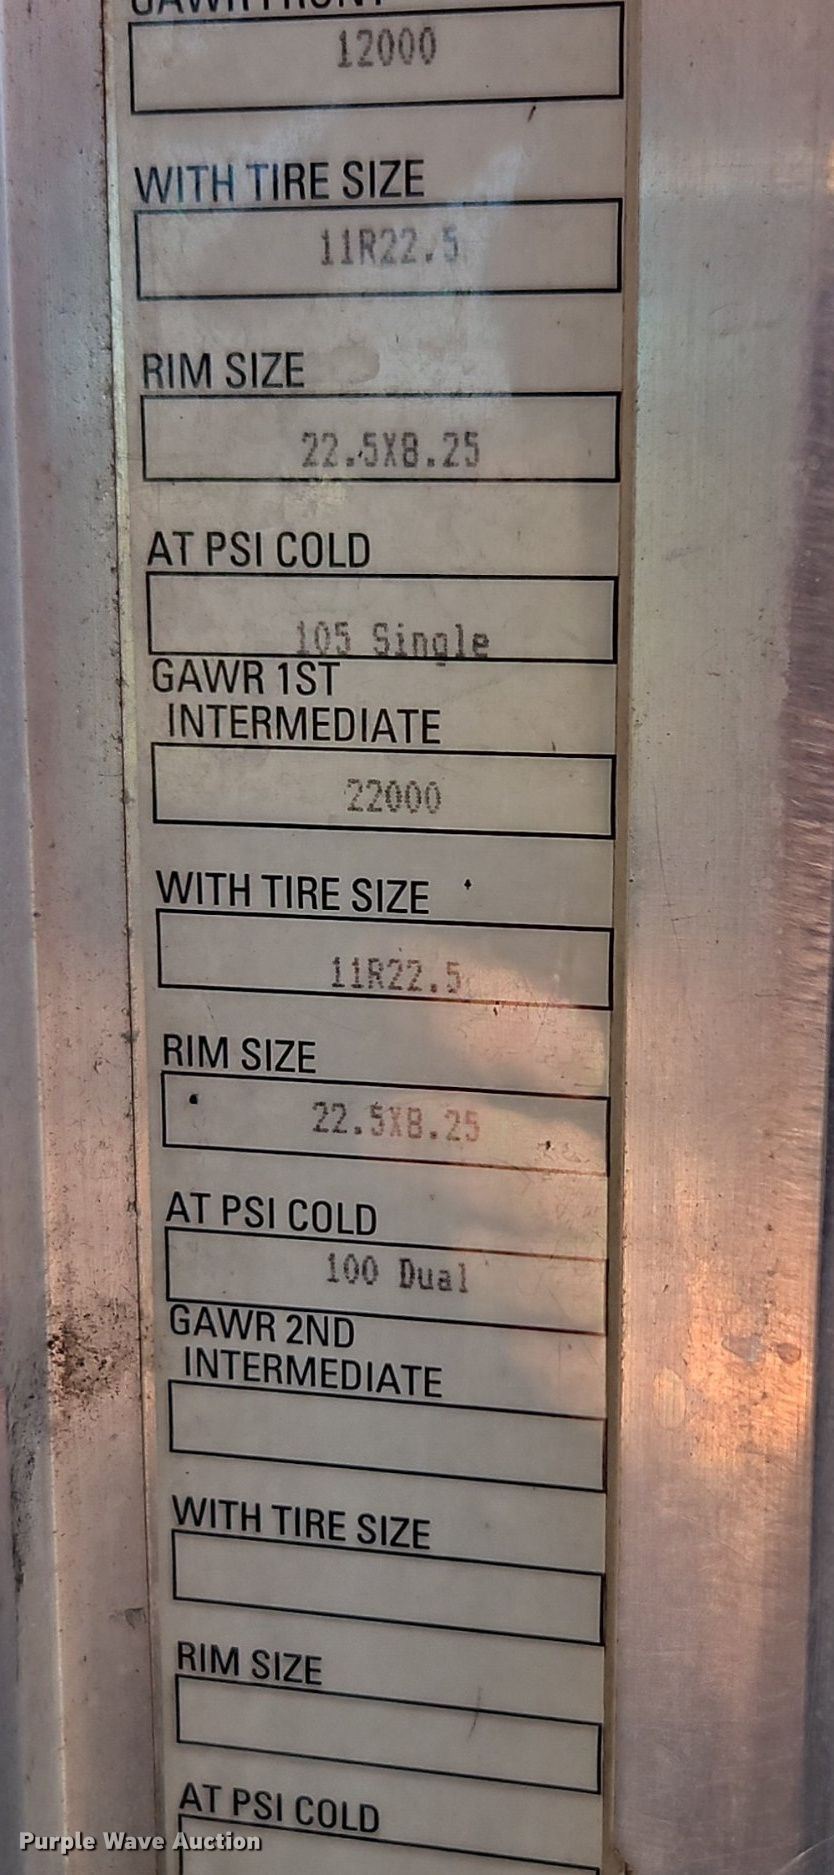 GAWR FRONT
12000
WITH TIRE SIZE
11R22.5
RIM SIZE
22.5X8.25
AT PSI COLD
105 Single
GAWR 1ST
INTERMEDIATE
22000
WITH TIRE SIZE
11R22.5
RIM SIZE
22.5X8.25
AT PSI COLD
100 Dual
GAWR 2ND
INTERMEDIATE
WITH TIRE SIZE
RIM SIZE
AT PSI COLD
Purple Wave Auction